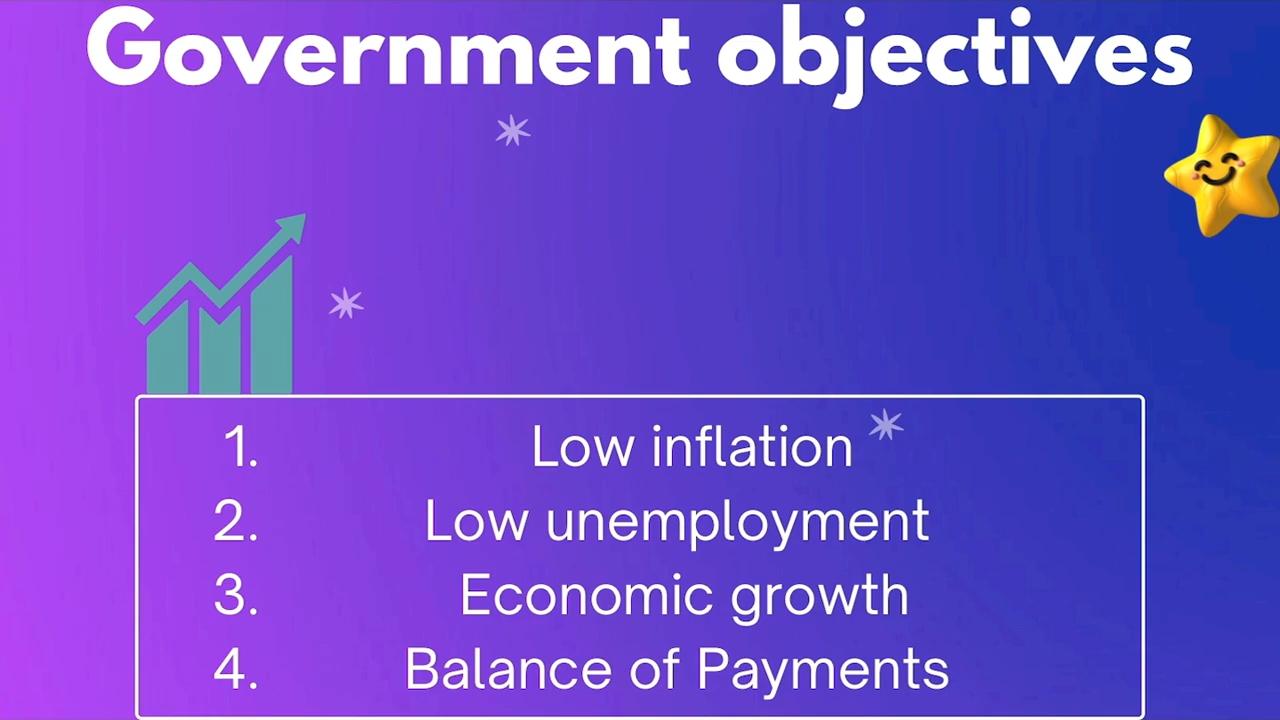 Government objectives
1. Low inflation
2. Low unemployment
3. Economic growth
4. Balance of Payments